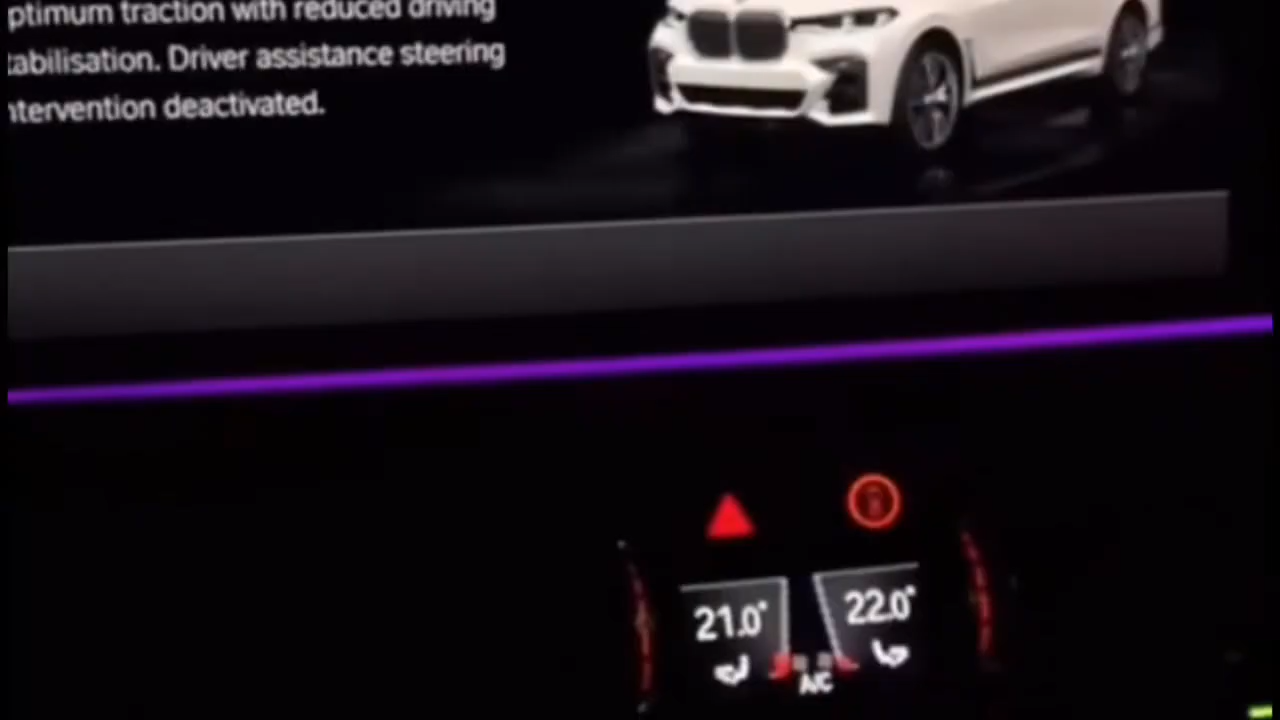 ptimum traction with reduced driving
tabilisation. Driver assistance steering
ntervention deactivated.
21.0°
22.0°
A/C